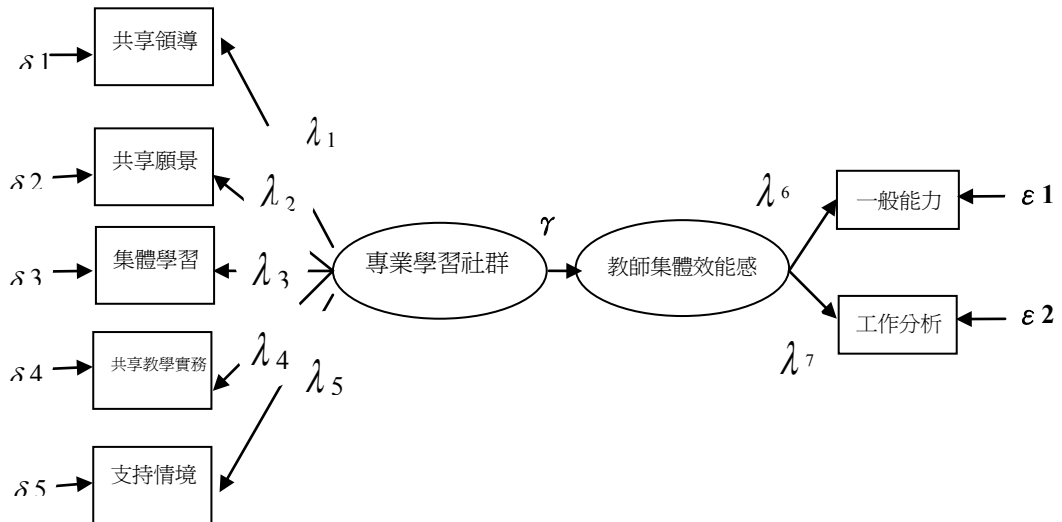 δ1
共享領導
λ1
δ2
共享願景
λ2
δ3
集體學習
λ3
δ4
共享教學實務
λ4
δ5
支持情境
λ5
專業學習社群
γ
教師集體效能感
λ6
一般能力
ε1
工作分析
ε2
λ7